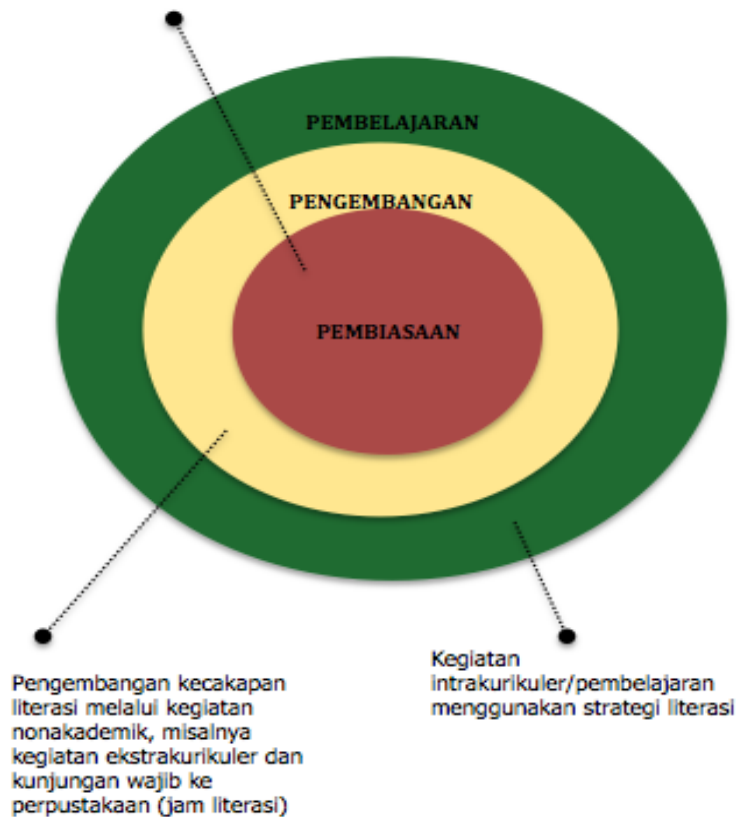 PEMBELAJARAN
PENGEMBANGAN
PEMBIASAAN
Pengembangan kecakapan
literasi melalui kegiatan
nonakademik, misalnya
kegiatan ekstrakurikuler dan
kunjungan wajib ke
perpustakaan (jam literasi)
Kegiatan
intrakurikuler/pembelajaran
menggunakan strategi literasi